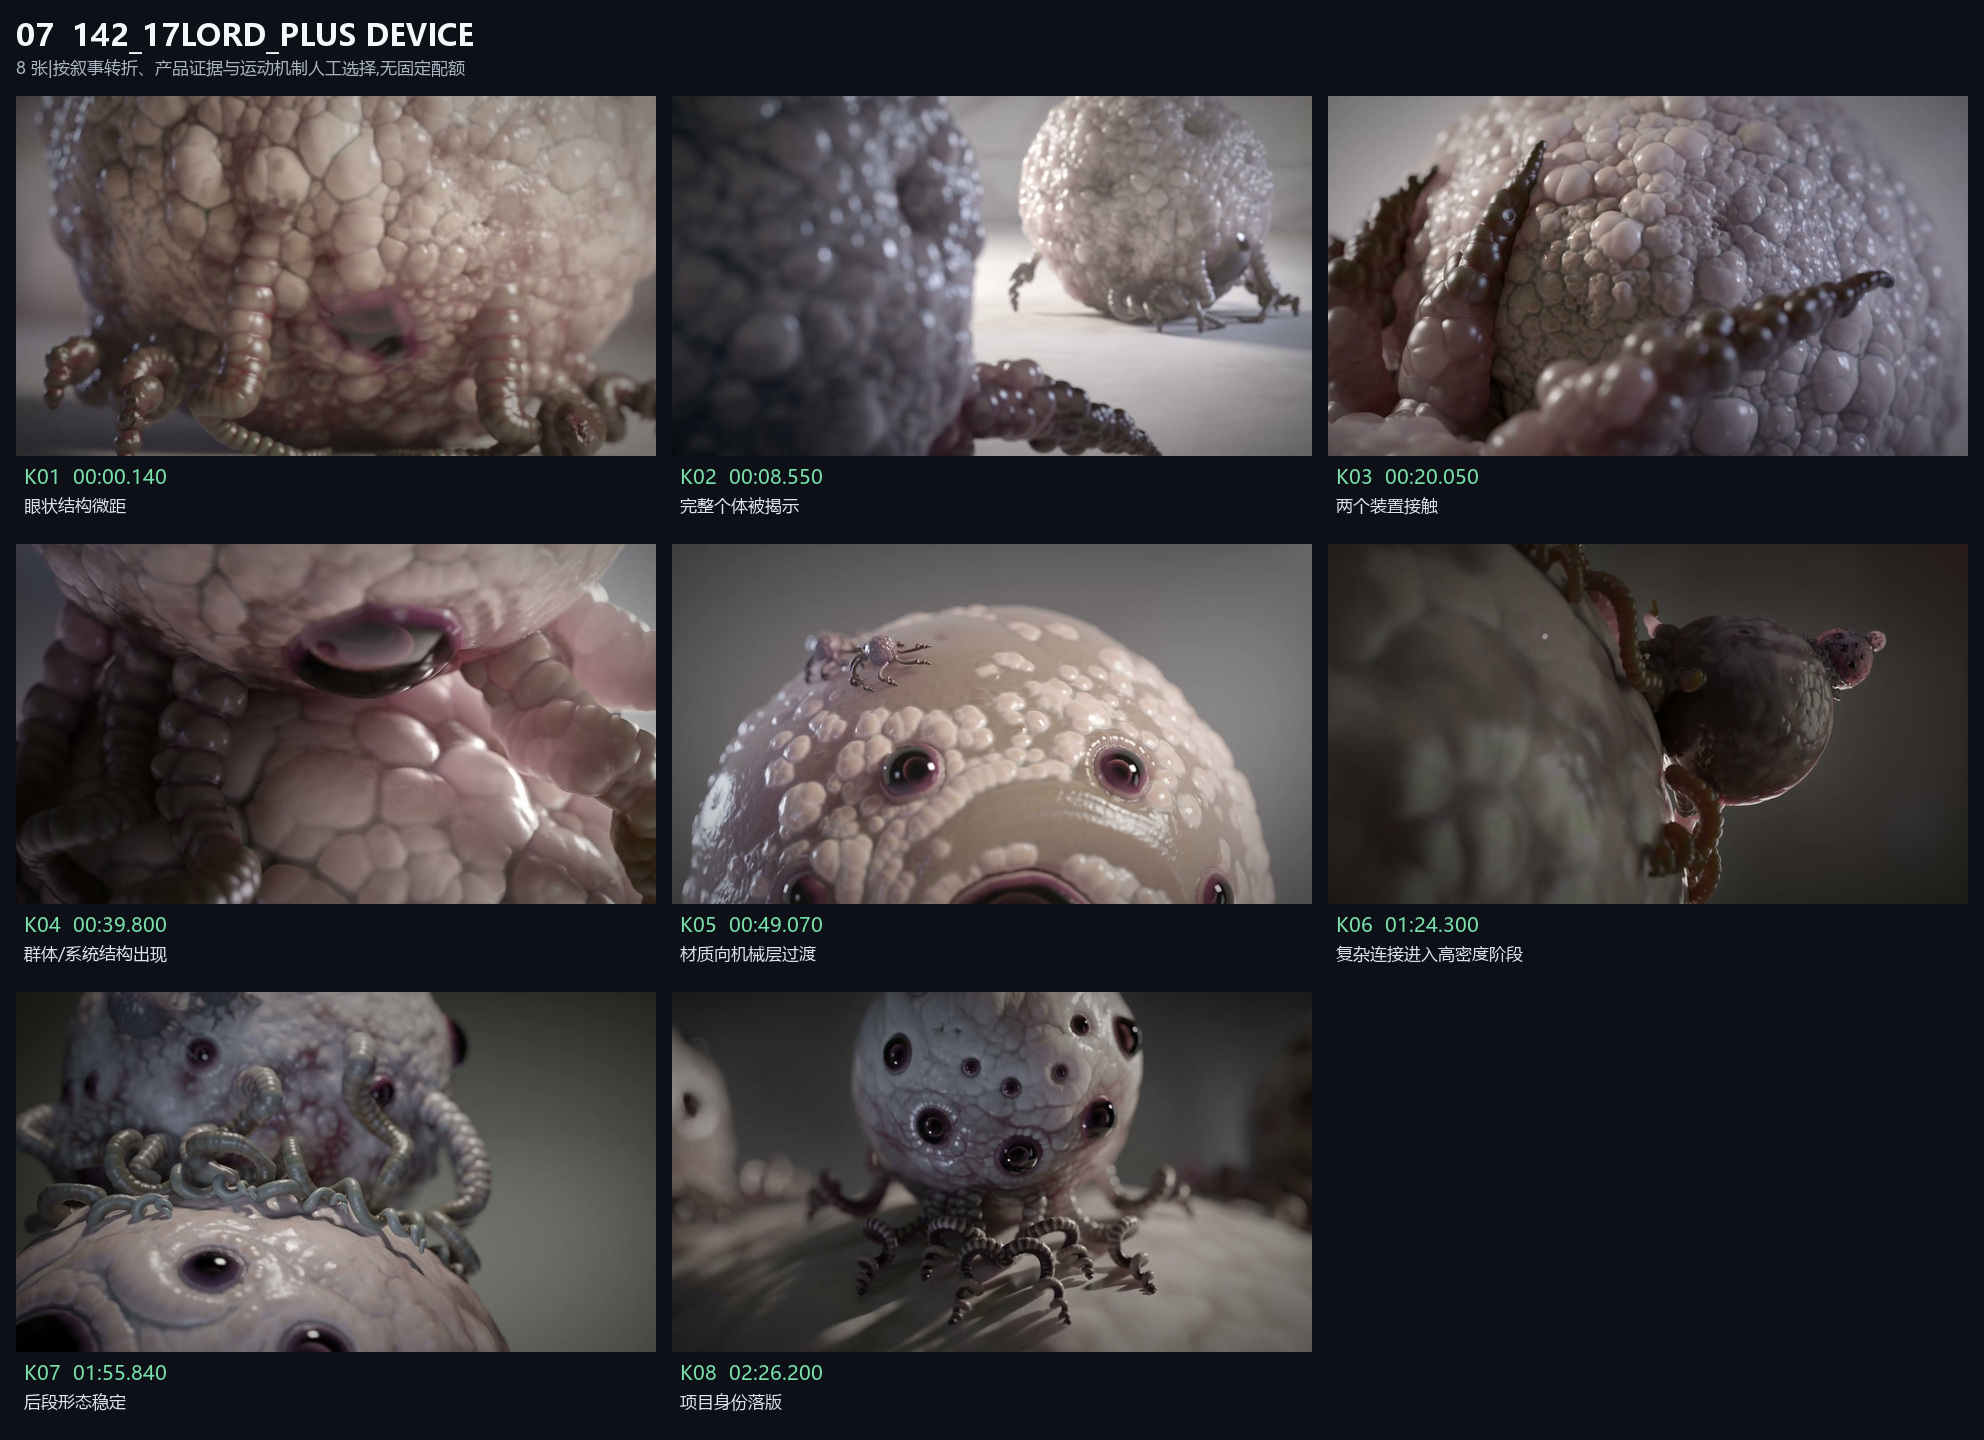 07 142_17LORD_PLUS DEVICE
8 张|按叙事转折、产品证据与运动机制人工选择,无固定配额
K01 00:00.140
眼状结构微距
K02 00:08.550
完整个体被揭示
K03 00:20.050
两个装置接触
K04 00:39.800
群体/系统结构出现
K05 00:49.070
材质向机械层过渡
K06 01:24.300
复杂连接进入高密度阶段
K07 01:55.840
后段形态稳定
K08 02:26.200
项目身份落版